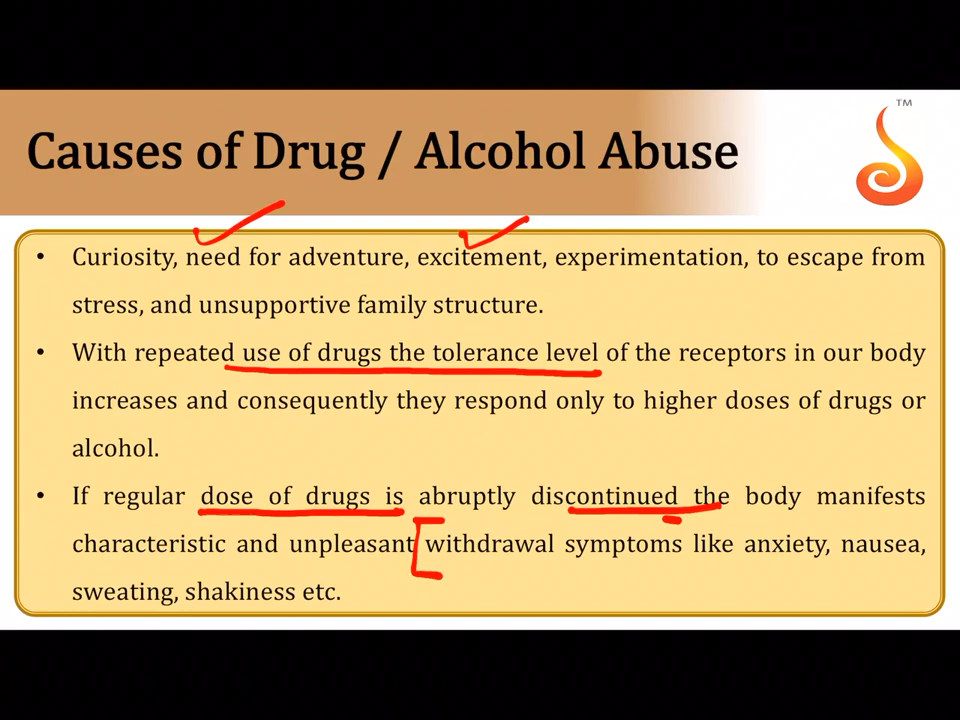 TM
Causes of Drug / Alcohol Abuse
• Curiosity, need for adventure, excitement, experimentation, to escape from
stress, and unsupportive family structure.
• With repeated use of drugs the tolerance level of the receptors in our body
increases and consequently they respond only to higher doses of drugs or
alcohol.
• If regular dose of drugs is abruptly discontinued the body manifests
characteristic and unpleasant withdrawal symptoms like anxiety, nausea,
sweating, shakiness etc.